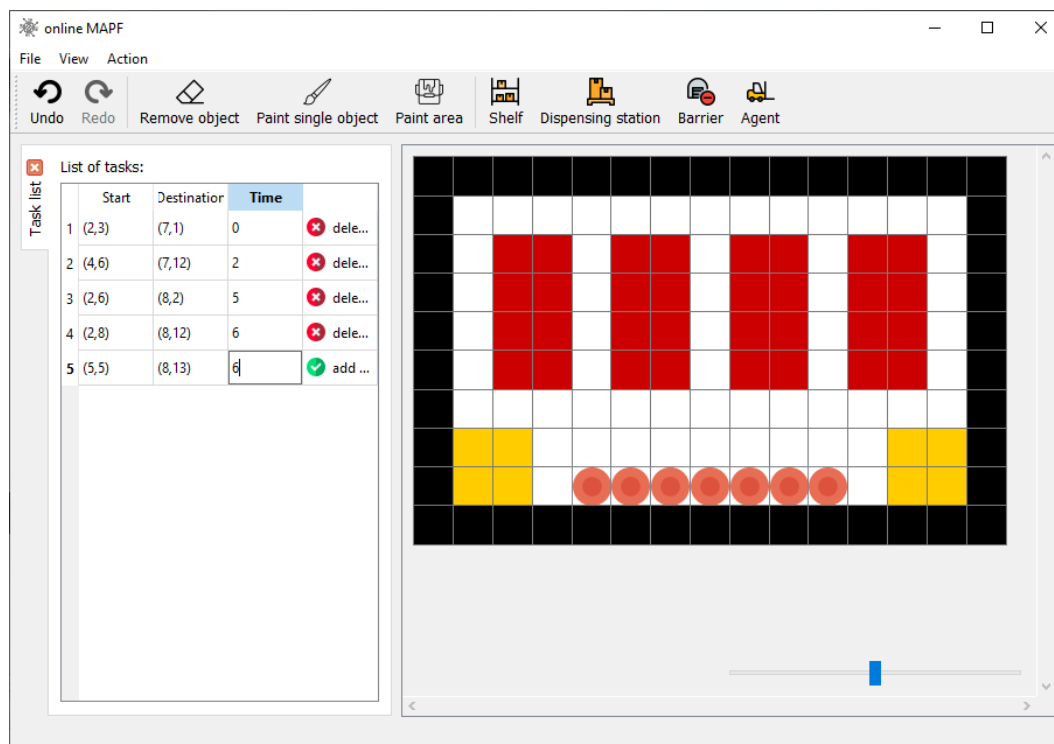 online MAPF
File View Action
Undo Redo Remove object Paint single object Paint area Shelf Dispensing station Barrier Agent
Task list
List of tasks:
Start Destination Time
1 (2,3) (7,1) 0 dele...
2 (4,6) (7,12) 2 dele...
3 (2,6) (8,2) 5 dele...
4 (2,8) (8,12) 6 dele...
5 (5,5) (8,13) 6 add ...